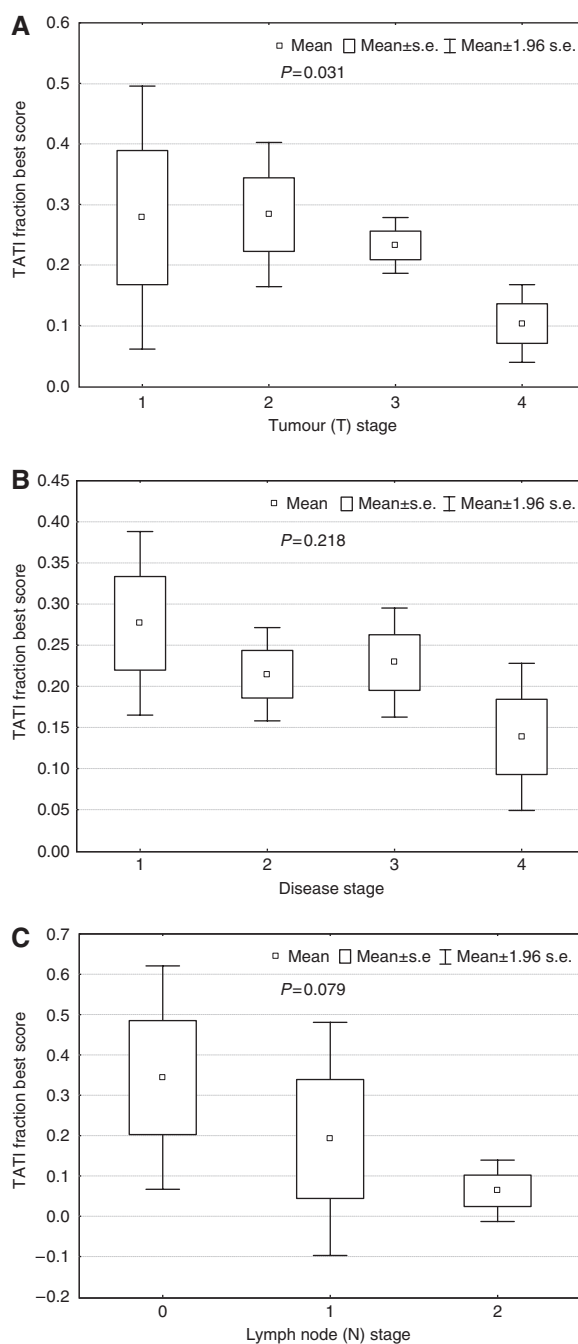 A
0.6
Mean Mean±s.e. Mean±1.96 s.e.
P=0.031
0.5
0.4
0.3
0.2
0.1
0.0
TATI fraction best score
1 2 3 4
Tumour (T) stage
B
0.45
Mean Mean±s.e. Mean±1.96 s.e.
0.40
P=0.218
0.35
0.30
0.25
0.20
0.15
0.10
0.05
0.00
TATI fraction best score
1 2 3 4
Disease stage
C
0.7
Mean Mean±s.e Mean±1.96 s.e.
0.6
P=0.079
0.5
0.4
0.3
0.2
0.1
0.0
−0.1
−0.2
TATI fraction best score
0 1 2
Lymph node (N) stage